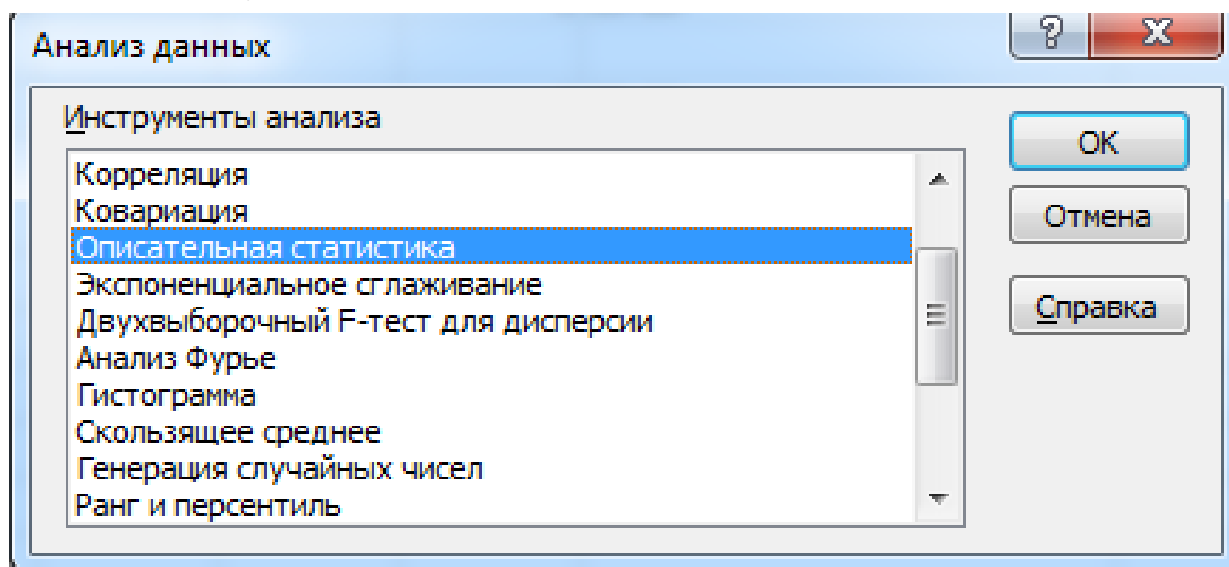 Анализ данных
Инструменты анализа
Корреляция
Ковариация
Описательная статистика
Экспоненциальное сглаживание
Двухвыборочный F-тест для дисперсии
Анализ Фурье
Гистограмма
Скользящее среднее
Генерация случайных чисел
Ранг и персентиль
ОК
Отмена
Справка